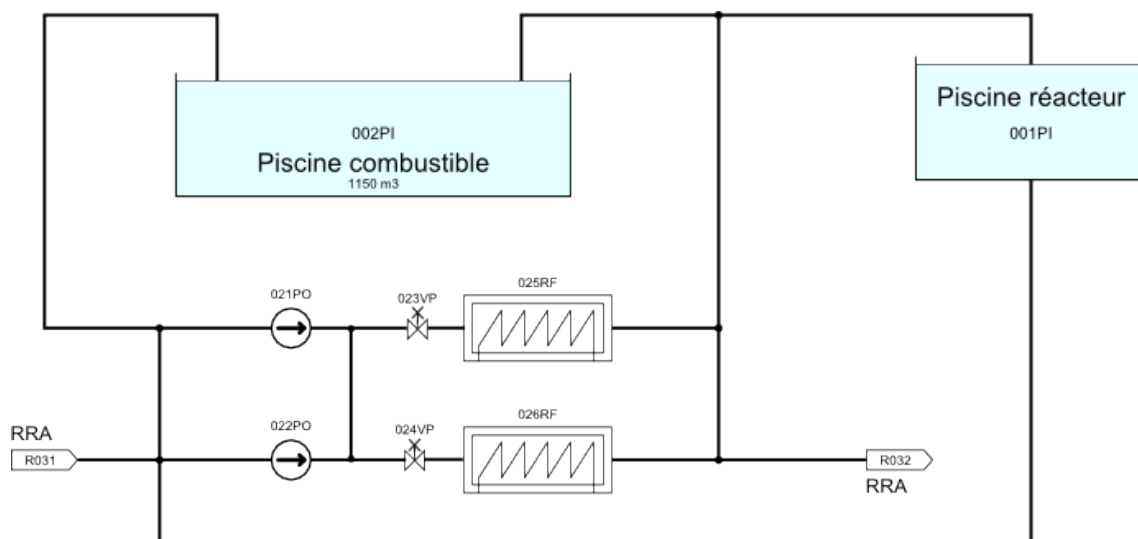 002PI
Piscine combustible
1150 m3
Piscine réacteur
001PI
021PO
023VP
025RF
022PO
024VP
026RF
RRA
R031
R032
RRA